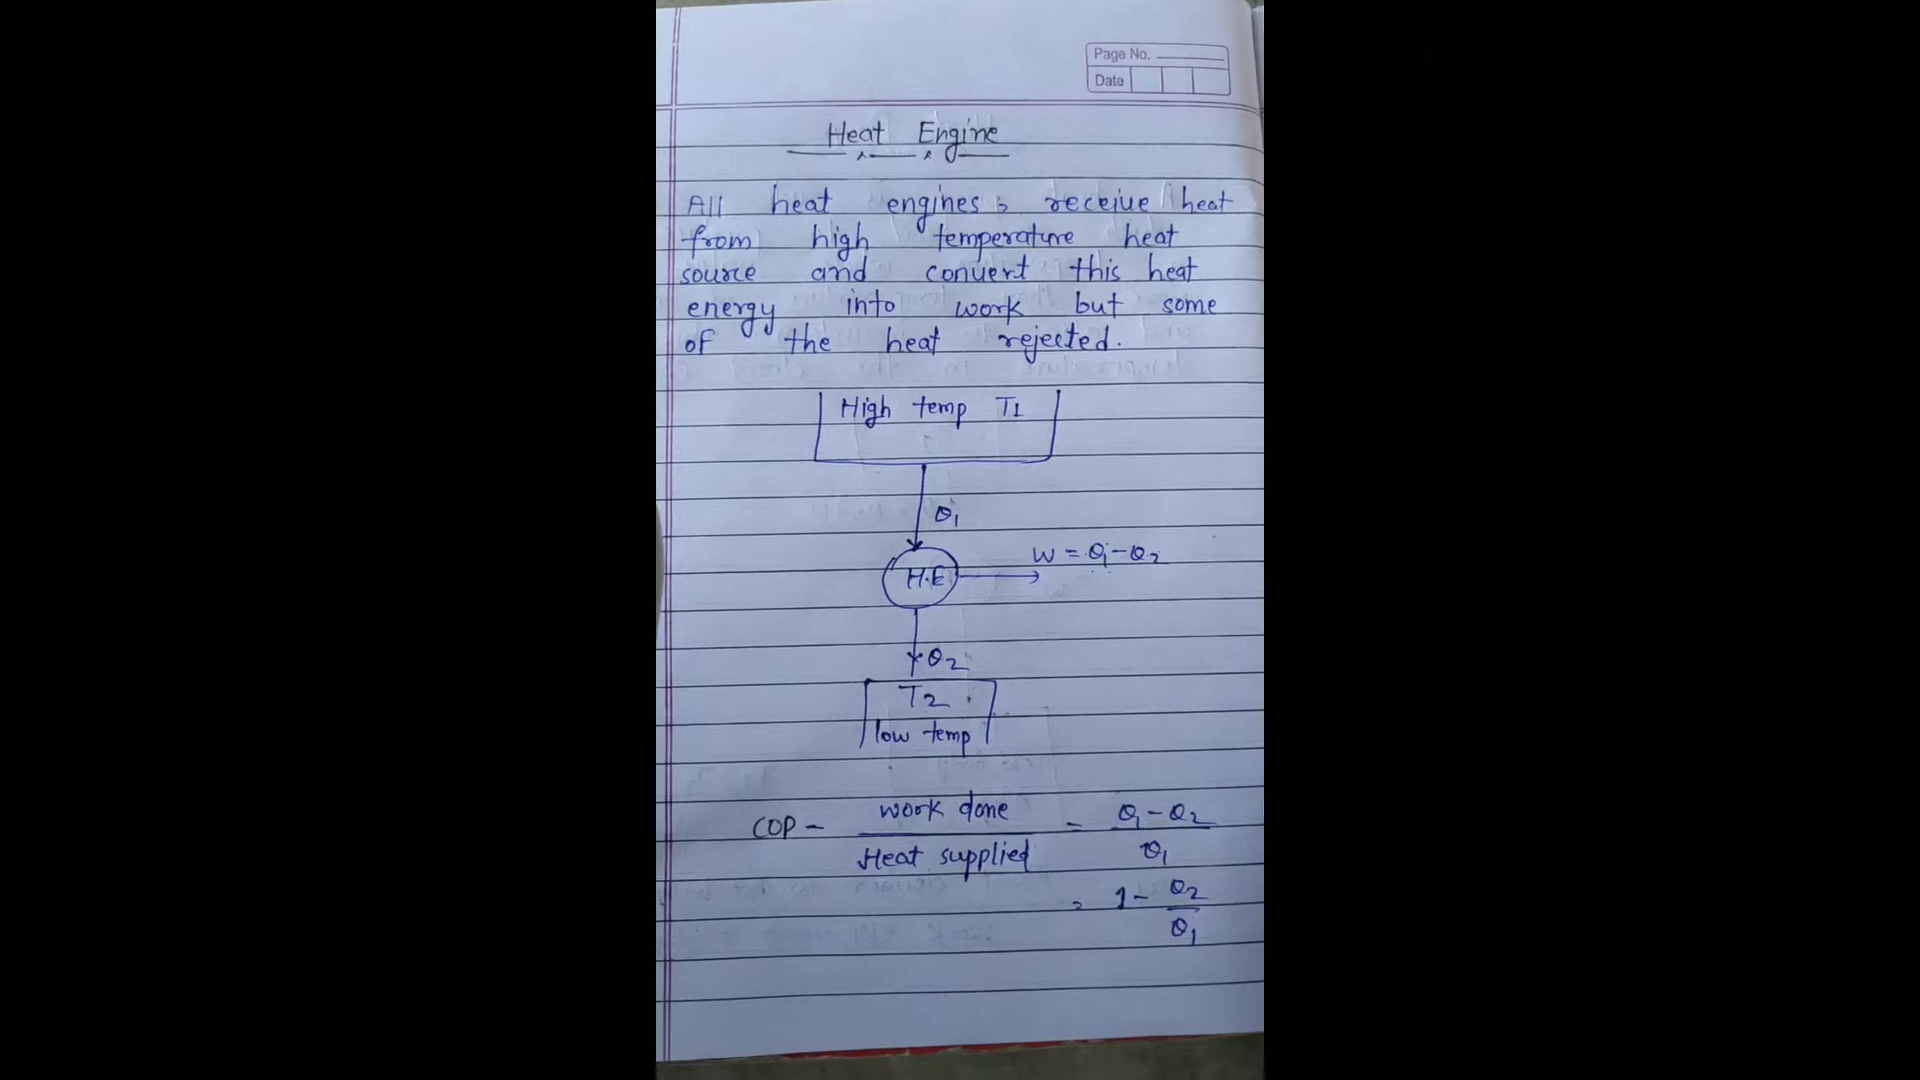 Page No.
Date
Heat Engine
All heat engines, receive heat
from high temperature heat
source and convert this heat
energy into work but some
of the heat rejected.
High temp T1
Q1
H.E
W = Q1-Q2
Q2
T2
low temp
COP - work done / Heat supplied = Q1-Q2 / Q1
= 1- Q2 / Q1